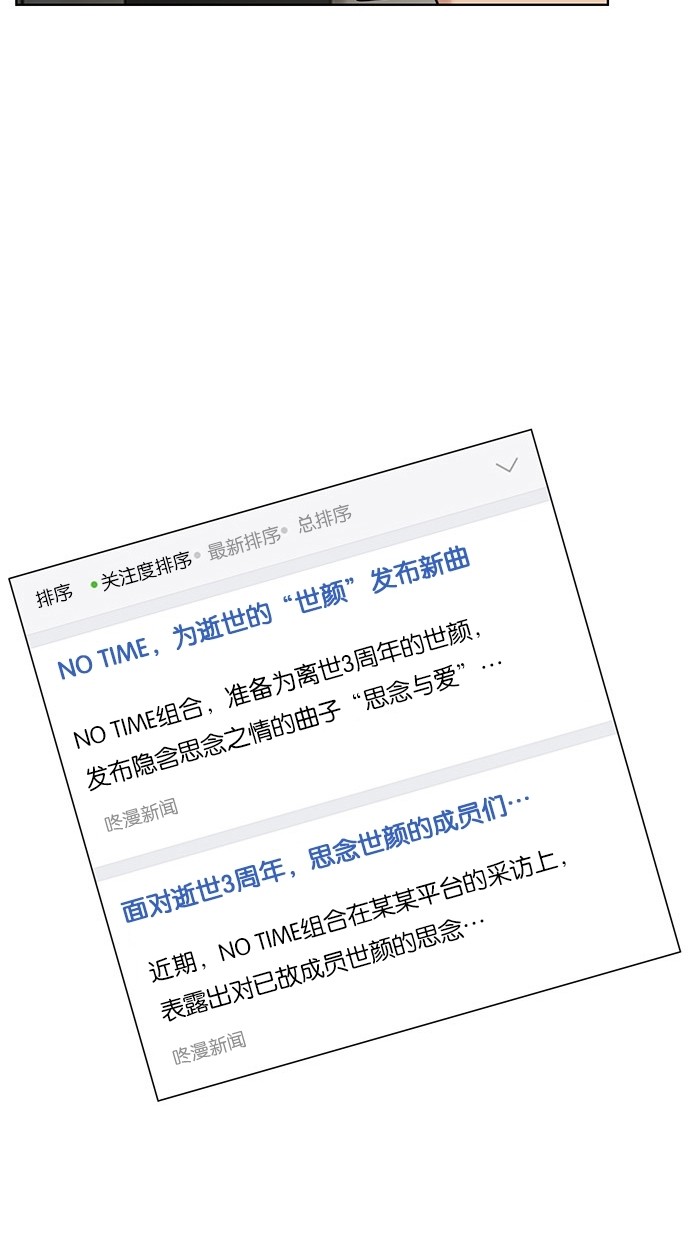 排序 •关注度排序 •最新排序 •总排序
NO TIME，为逝世的“世颜”发布新曲
NO TIME组合，准备为离世3周年的世颜，
发布隐含思念之情的曲子“思念与爱”…
咚漫新闻
面对逝世3周年，思念世颜的成员们…
近期，NO TIME组合在某某平台的采访上，
表露出对已故成员世颜的思念…
咚漫新闻